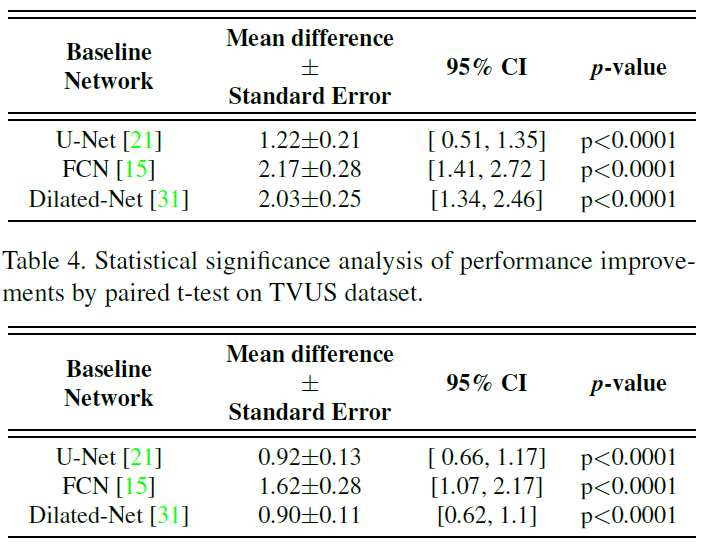 Baseline Network Mean difference ± Standard Error 95% CI p-value
U-Net [21] 1.22±0.21 [ 0.51, 1.35] p<0.0001
FCN [15] 2.17±0.28 [1.41, 2.72 ] p<0.0001
Dilated-Net [31] 2.03±0.25 [1.34, 2.46] p<0.0001
Table 4. Statistical significance analysis of performance improve-
ments by paired t-test on TVUS dataset.
Baseline Network Mean difference ± Standard Error 95% CI p-value
U-Net [21] 0.92±0.13 [ 0.66, 1.17] p<0.0001
FCN [15] 1.62±0.28 [1.07, 2.17] p<0.0001
Dilated-Net [31] 0.90±0.11 [0.62, 1.1] p<0.0001